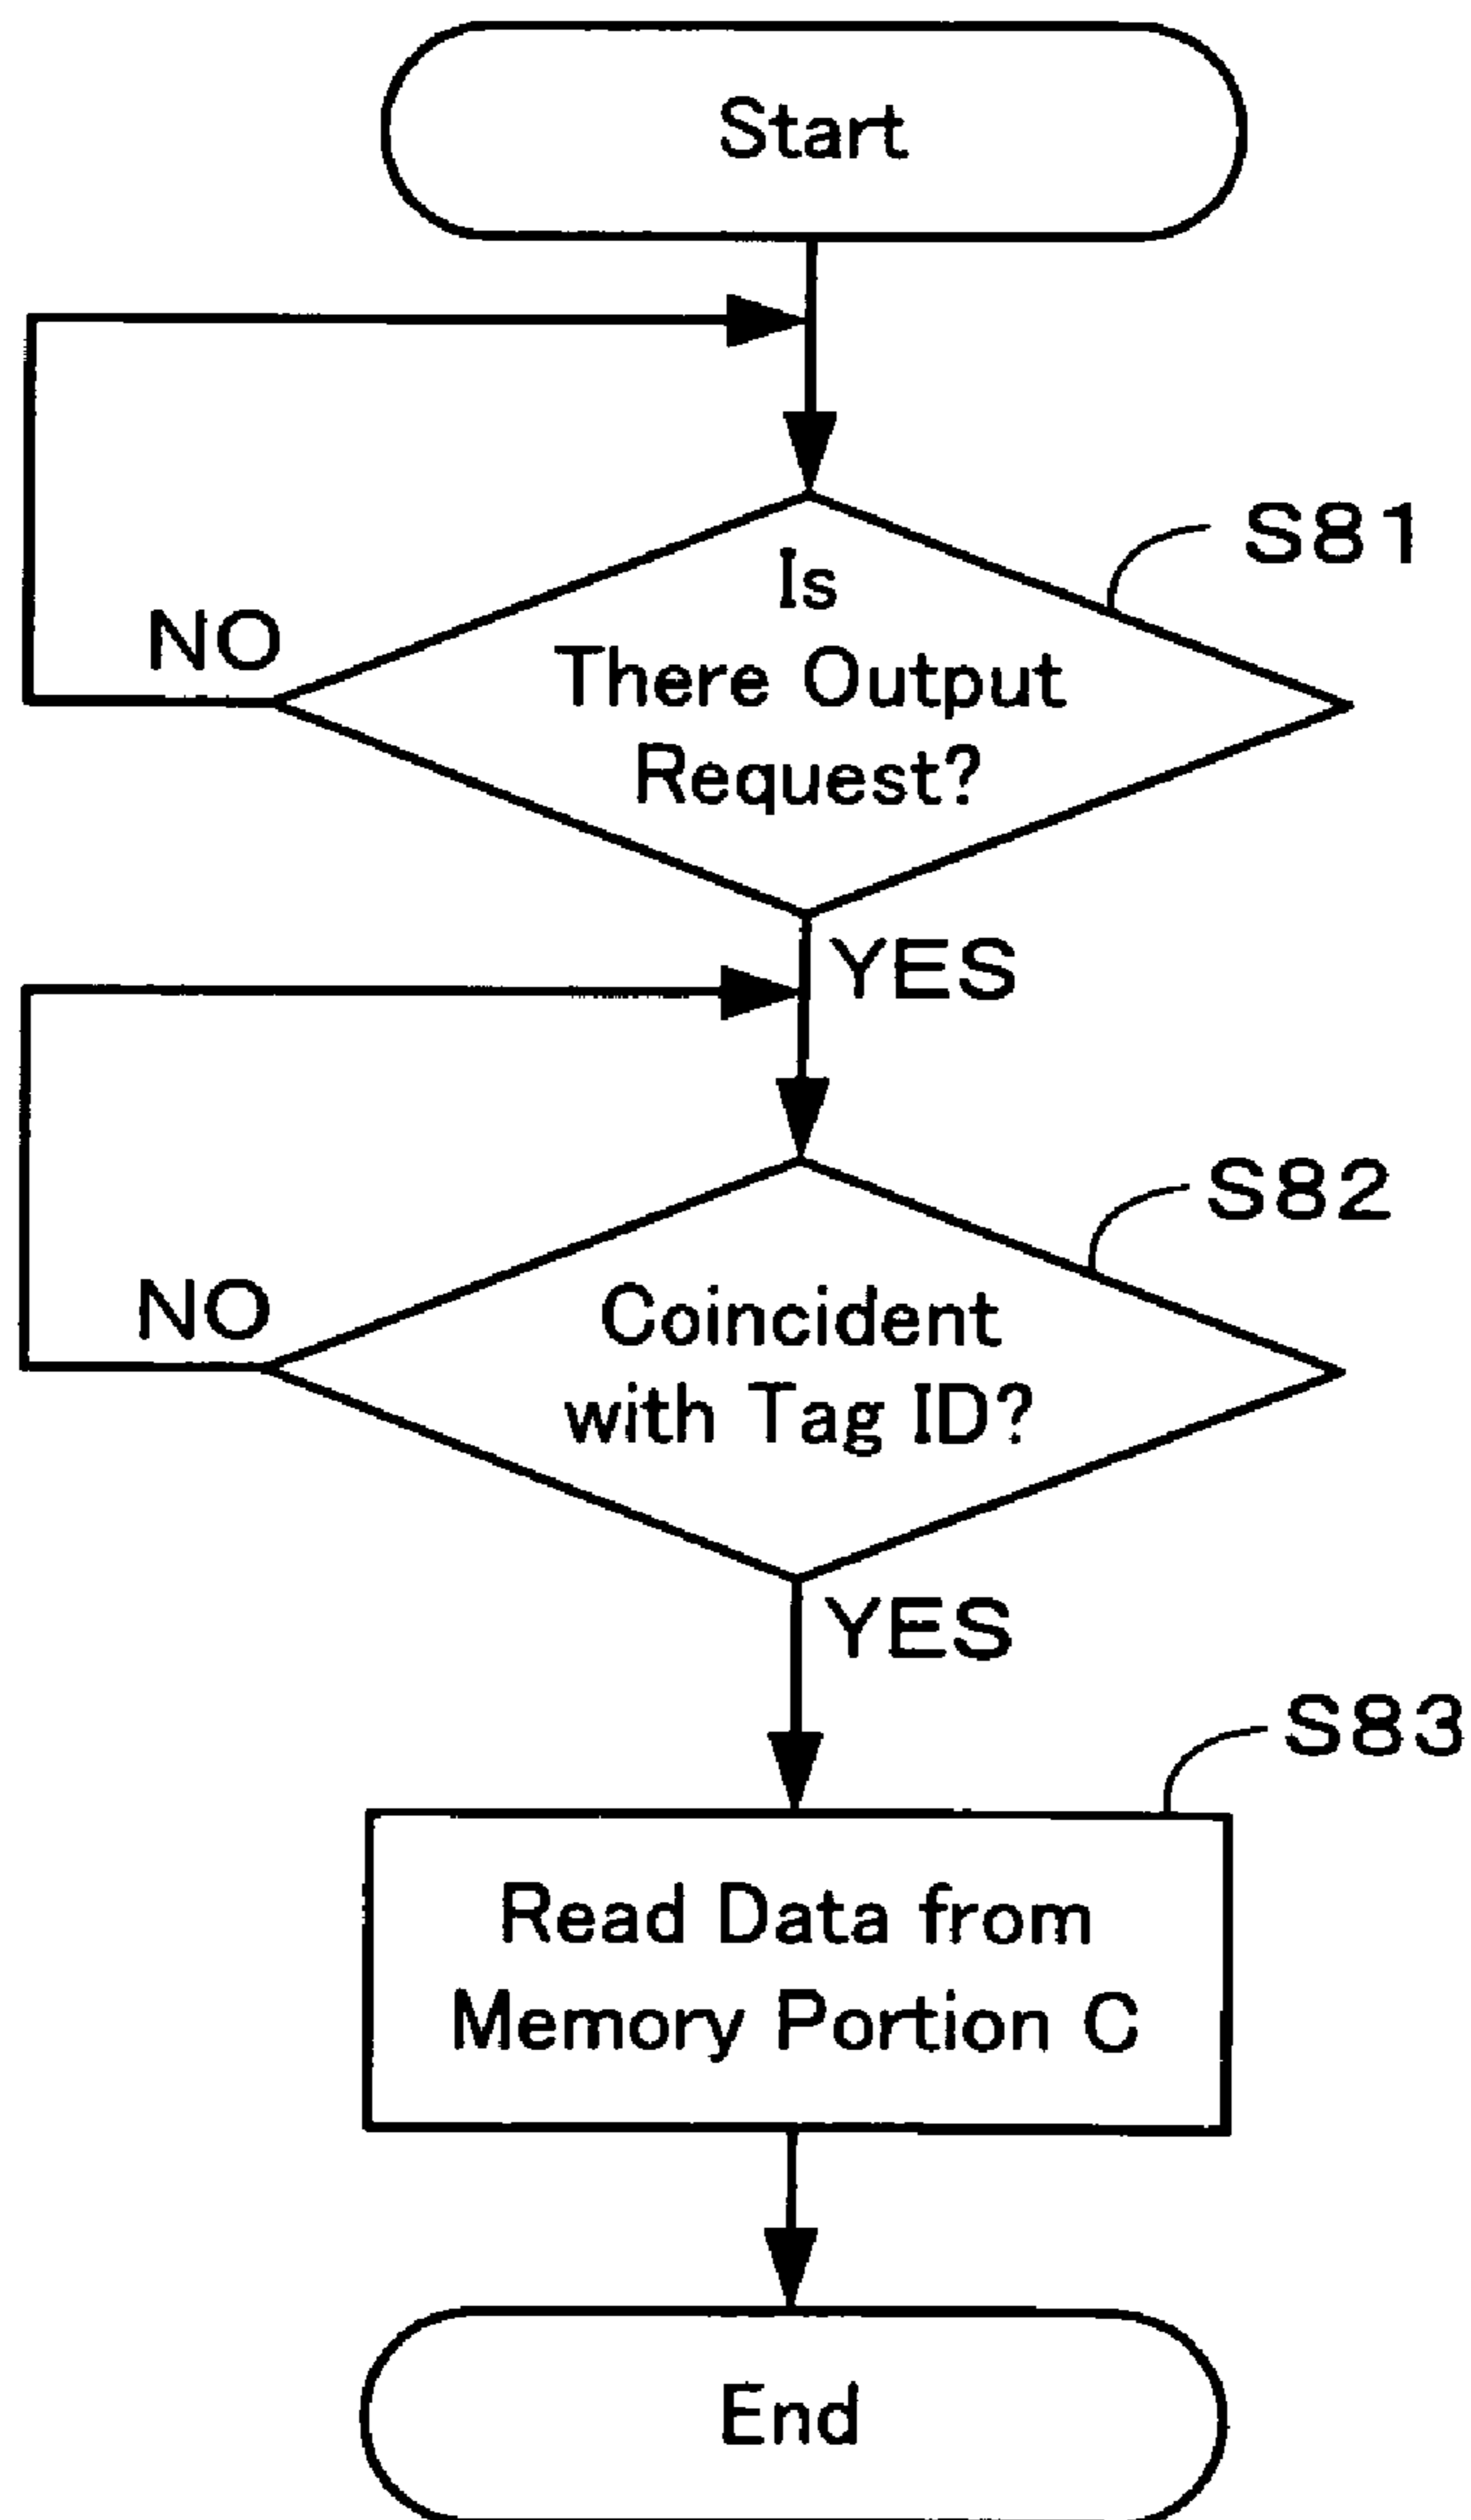 Start
S81
Is
There Output
Request?
NO
YES
S82
Coincident
with Tag ID?
NO
YES
S83
Read Data from
Memory Portion C
End